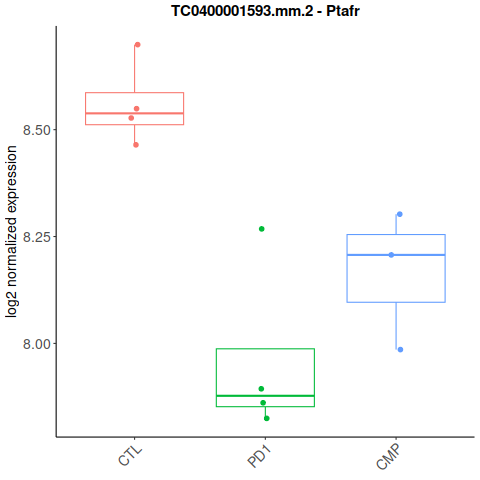 TC0400001593.mm.2 - Ptafr
log2 normalized expression
8.50
8.25
8.00
CTL
PD1
CMP